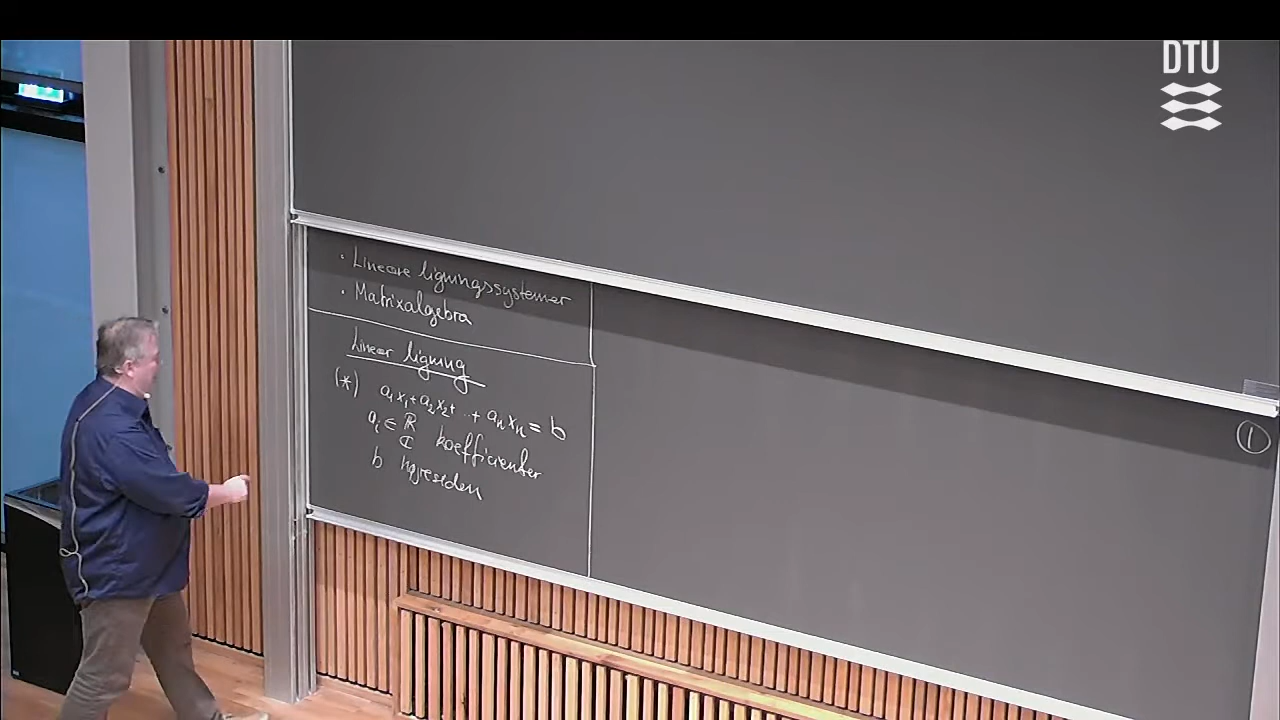 DTU
· Lineære ligningssystemer
· Matrixalgebra
Lineær ligning
(*) a₁x₁+a₂x₂+ ... + aₙxₙ = b
aᵢ ∈ ℝ koefficienter
ℂ
b højresiden
①